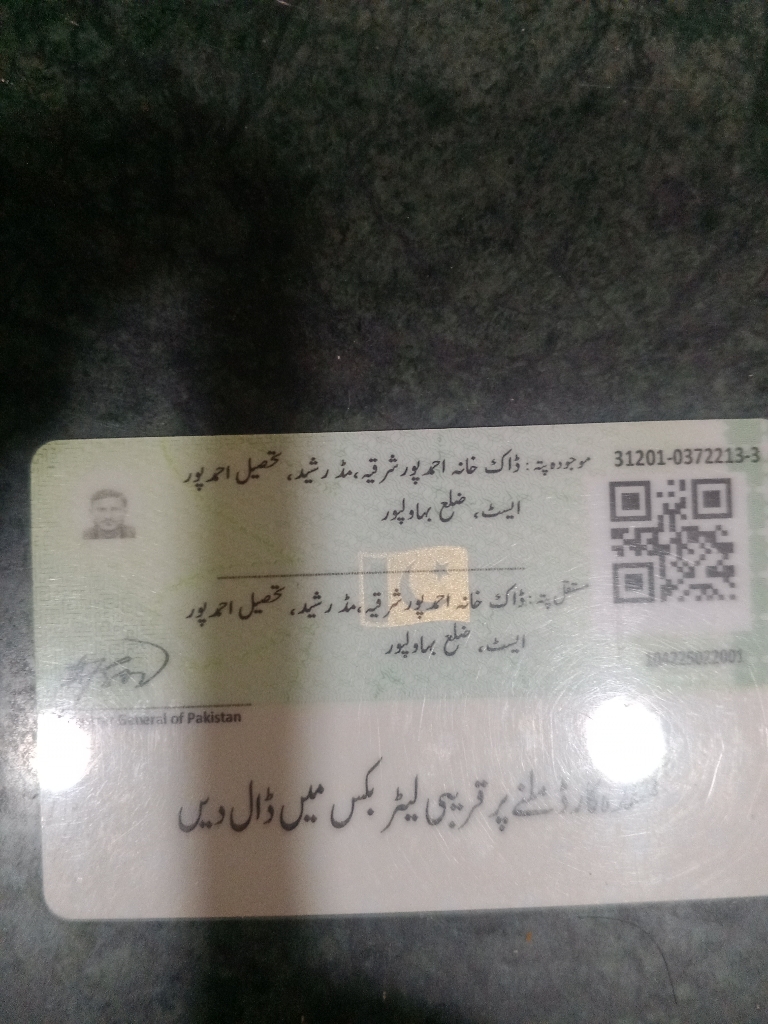 31201-0372213-3
موجودہ پتہ: ڈاک خانہ احمد پور شرقیہ، مڈ رشید، تحصیل احمد پور
ایسٹ، ضلع بہاولپور
مستقل پتہ: ڈاک خانہ احمد پور شرقیہ، مڈ رشید، تحصیل احمد پور
ایسٹ، ضلع بہاولپور
General of Pakistan
کارڈ ملنے پر قریبی لیٹر بکس میں ڈال دیں